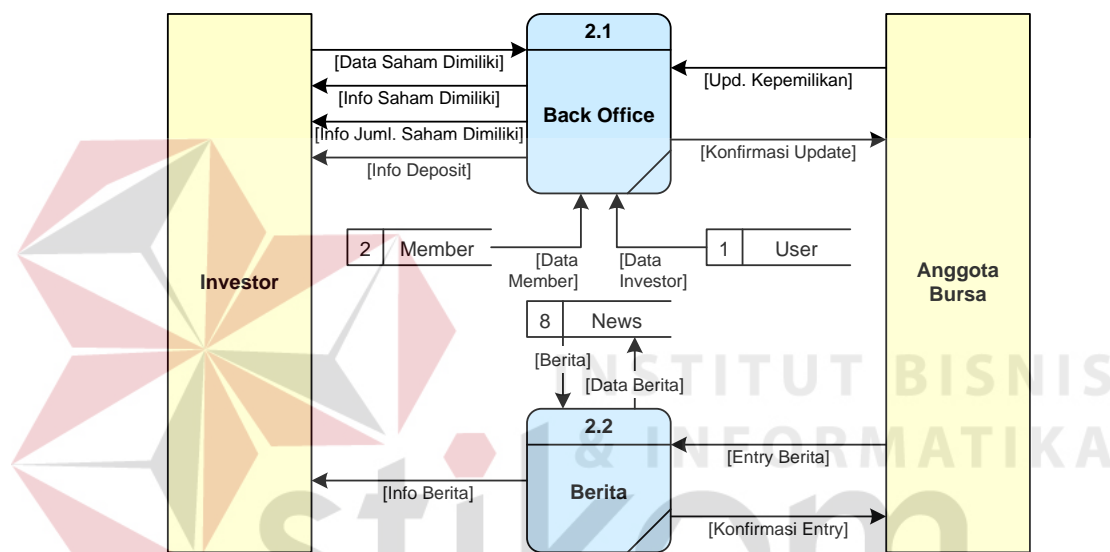 2.1
[Data Saham Dimiliki]
[Upd. Kepemilikan]
[Info Saham Dimiliki]
Back Office
[Info Juml. Saham Dimiliki]
[Konfirmasi Update]
[Info Deposit]
2 Member
[Data
Member]
[Data
Investor]
1 User
Investor
Anggota
Bursa
8 News
[Berita]
[Data Berita]
INSTITUT BISNIS
& INFORMATIKA
2.2
[Entry Berita]
[Info Berita]
Berita
[Konfirmasi Entry]
stikom